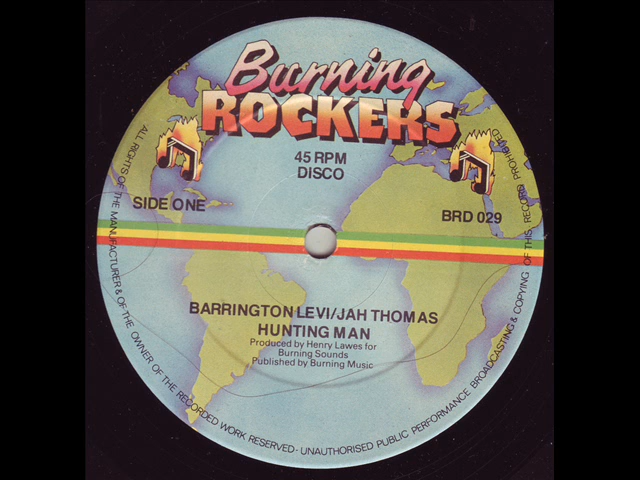 Burning
ROCKERS
45 RPM
DISCO
SIDE ONE
BRD 029
BARRINGTON LEVI/JAH THOMAS
HUNTING MAN
Produced by Henry Lawes for
Burning Sounds
Published by Burning Music
ALL RIGHTS OF THE MANUFACTURER & OF THE OWNER OF THE RECORDED WORK RESERVED - UNAUTHORISED PUBLIC PERFORMANCE BROADCASTING & COPYING OF THIS RECORD PROHIBITED